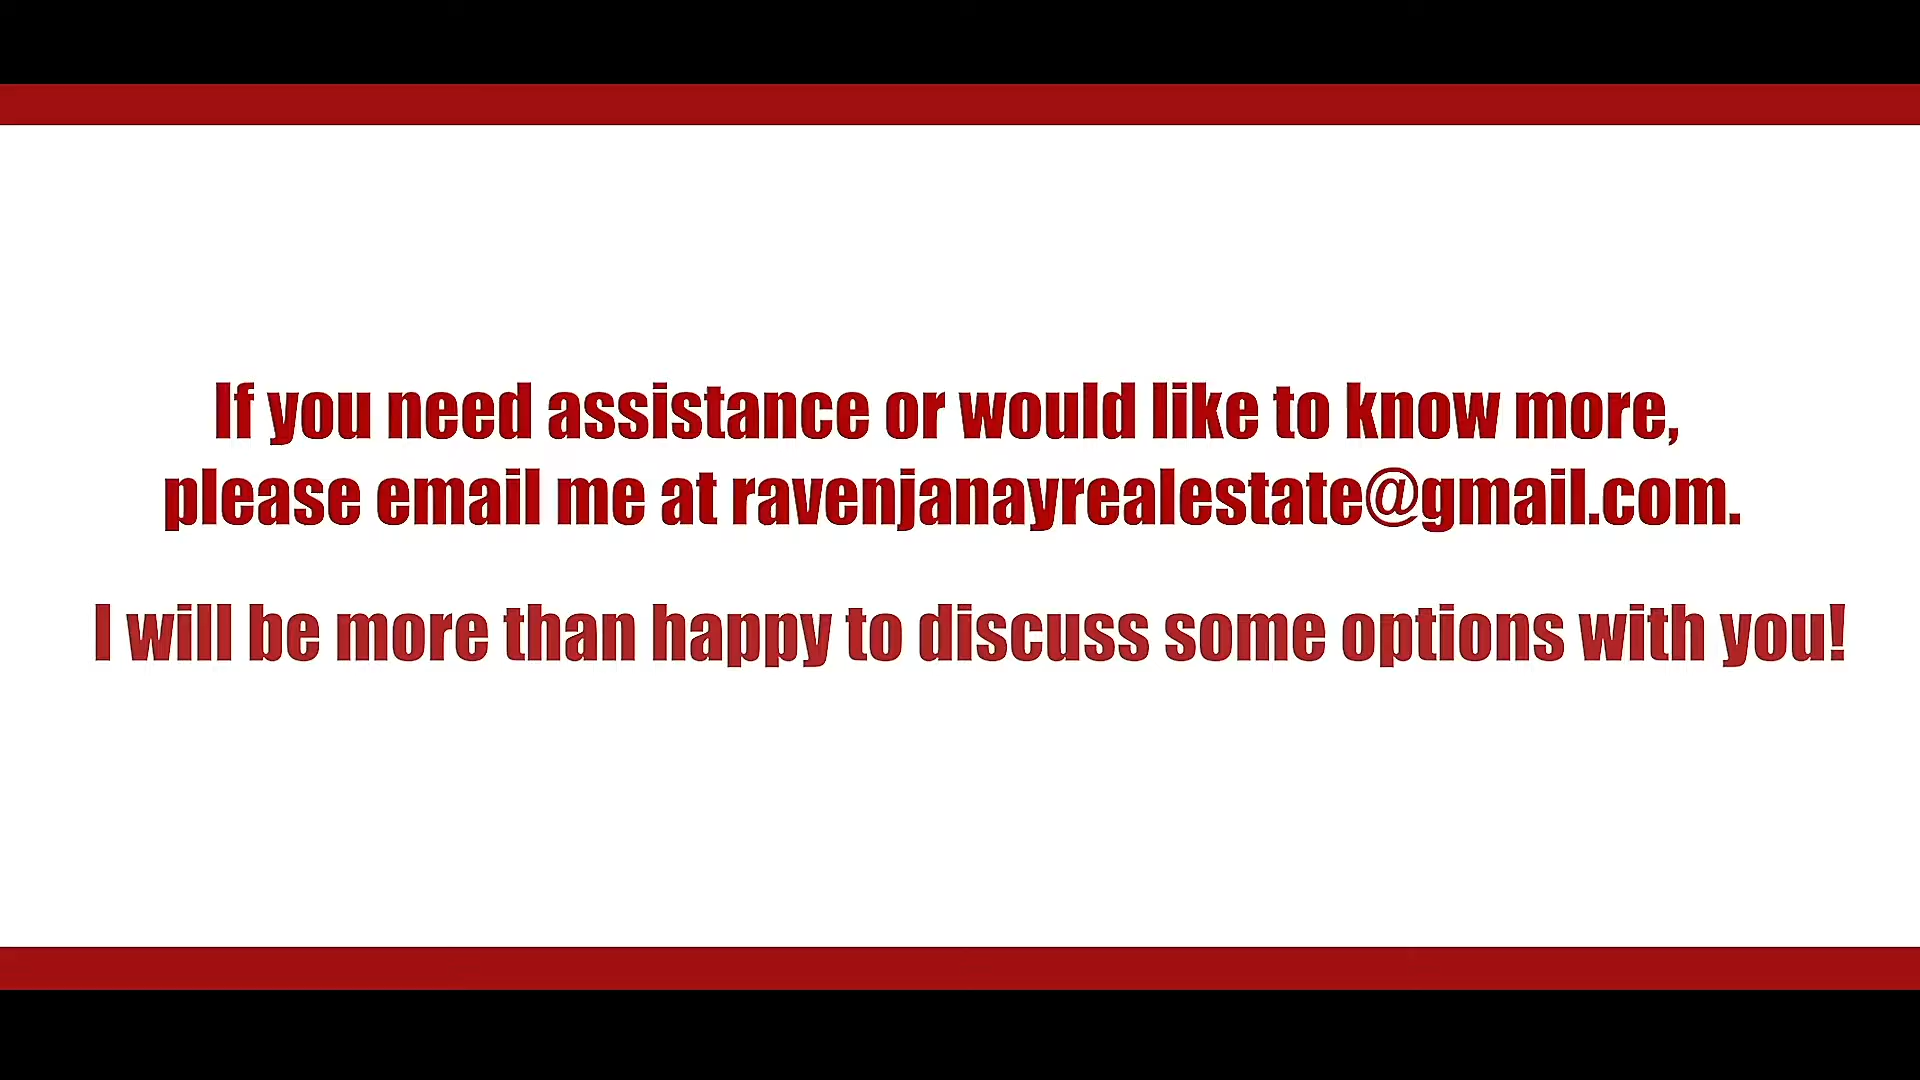 If you need assistance or would like to know more,
please email me at ravenjanayrealestate@gmail.com.
I will be more than happy to discuss some options with you!